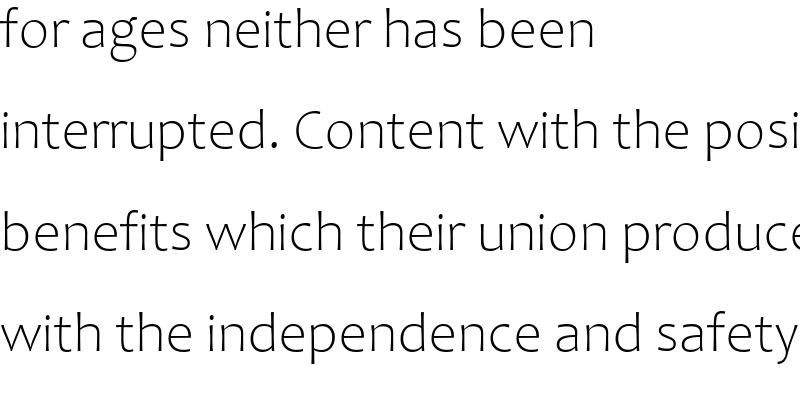 for ages neither has been
interrupted. Content with the posi
benefits which their union produce
with the independence and safety